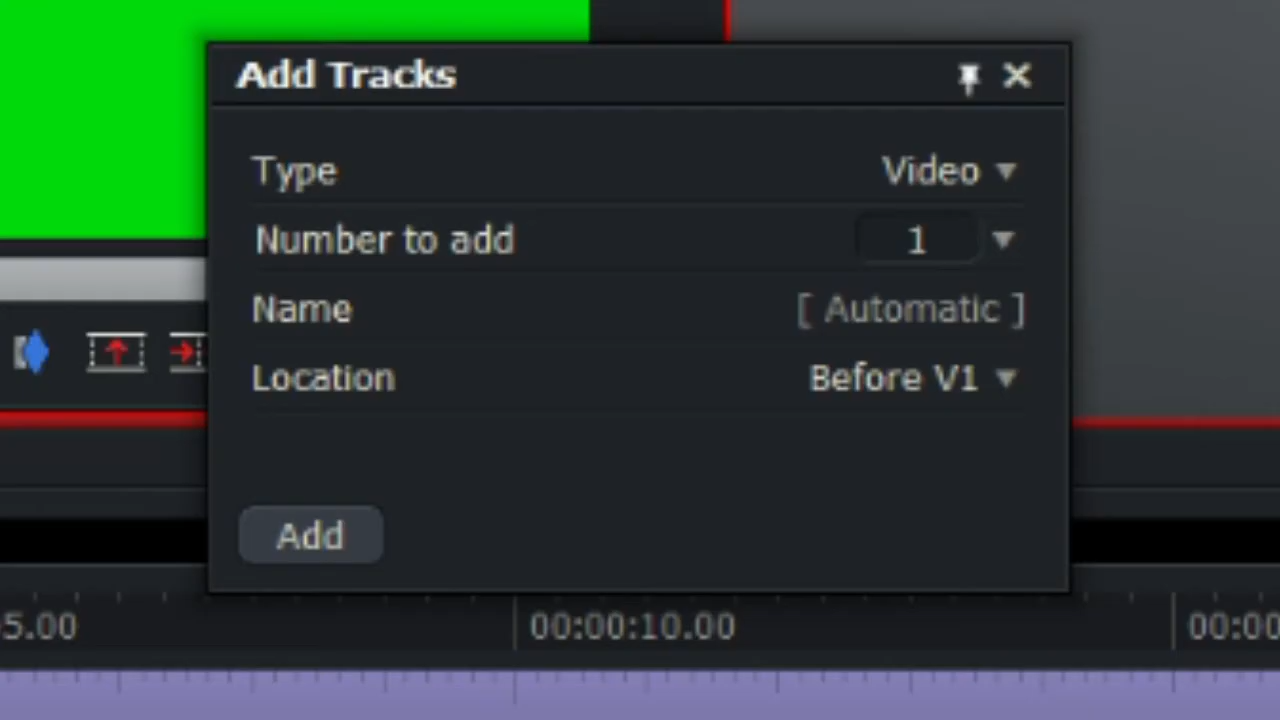 Add Tracks
Type Video
Number to add 1
Name [ Automatic ]
Location Before V1
Add
5.00 00:00:10.00 00:00